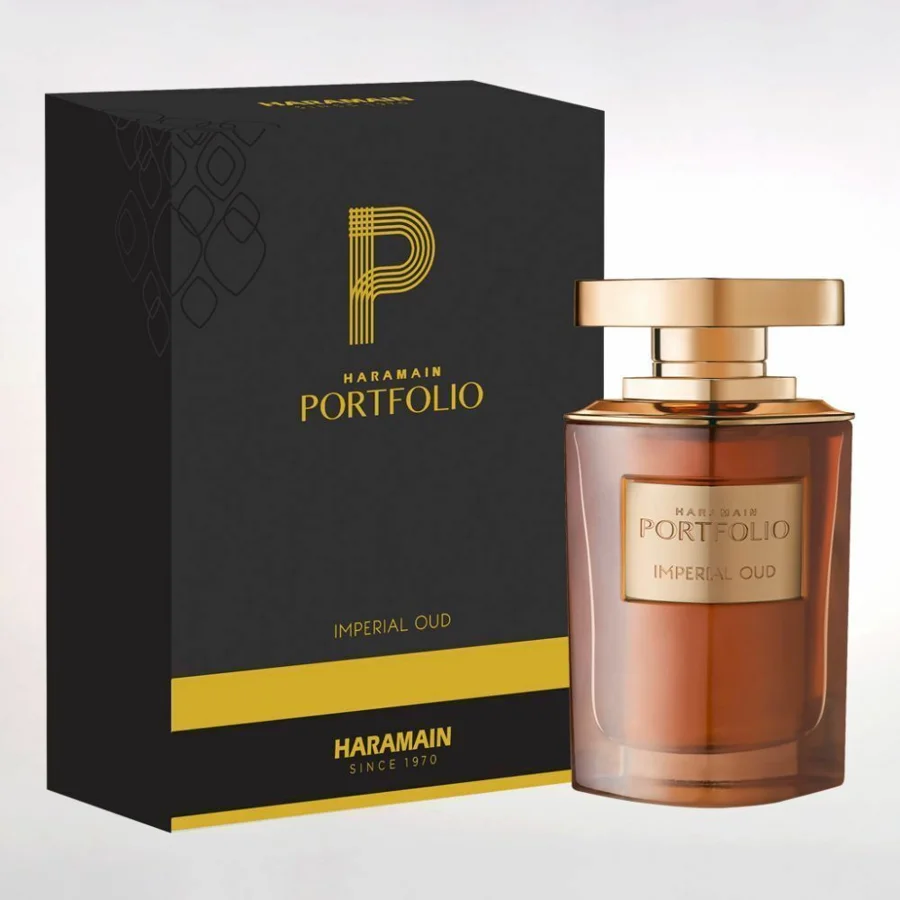 HARAMAIN
P
HARAMAIN
PORTFOLIO
IMPERIAL OUD
HARAMAIN
SINCE 1970
HARAMAIN
PORTFOLIO
IMPERIAL OUD